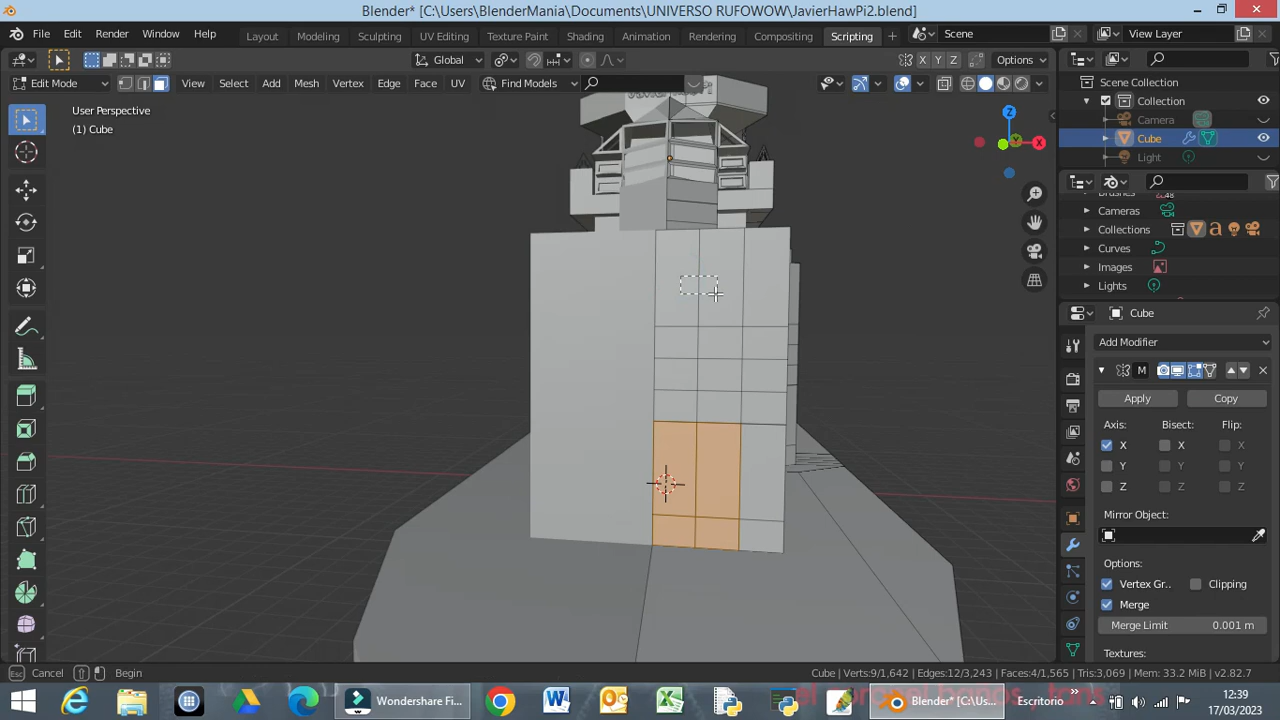 Blender* [C:\Users\BlenderMania\Documents\UNIVERSO RUFOWOW\JavierHawPi2.blend]
File Edit Render Window Help Layout Modeling Sculpting UV Editing Texture Paint Shading Animation Rendering Compositing Scripting + Scene View Layer
Global X Y Z Options
Edit Mode View Select Add Mesh Vertex Edge Face UV Find Modes
User Perspective
(1) Cube
Z
X
Y
Scene Collection
Collection
Camera
Cube
Light
Cameras
Collections
Curves
Images
Lights
Cube
Add Modifier
M
Apply Copy
Axis: Bisect: Flip:
X X X
Y Y Y
Z Z Z
Mirror Object:
Options:
Vertex Gr.. Clipping
Merge
Merge Limit 0.001 m
Textures:
Cancel Begin Cube | Verts:9/1,642 | Edges:12/3,243 | Faces:4/1,565 | Tris:3,069 | Mem: 33.2 MiB | v2.82.7
Wondershare Fi... Blender* [C:\Us... Escritorio
12:39
17/03/2023